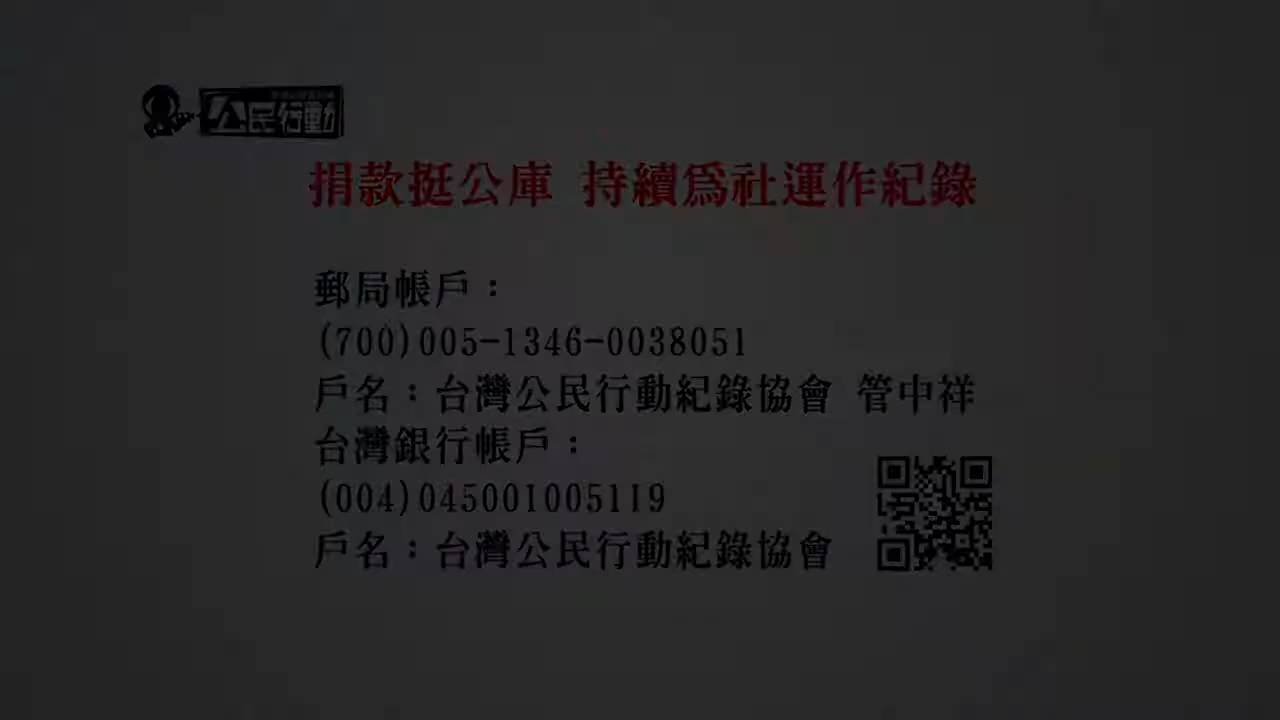 公民行動
捐款挺公庫 持續為社運作紀錄
郵局帳戶：
(700)005-1346-0038051
戶名：台灣公民行動紀錄協會 管中祥
台灣銀行帳戶：
(004)045001005119
戶名：台灣公民行動紀錄協會